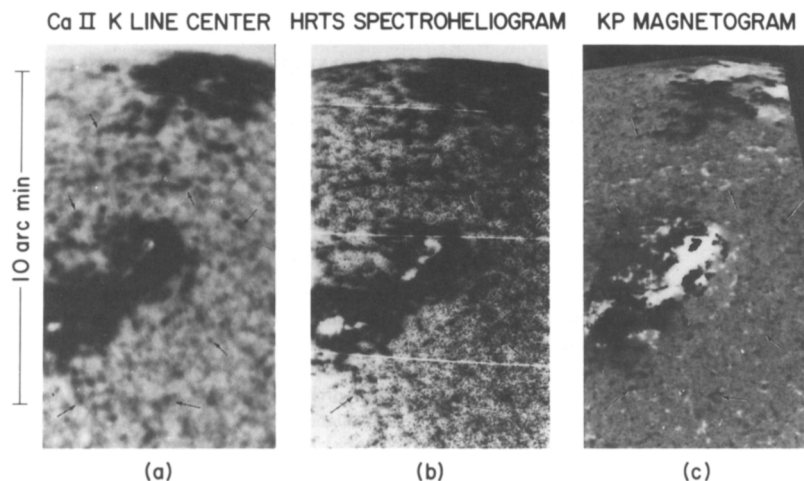 Ca II K LINE CENTER
HRTS SPECTROHELIOGRAM
KP MAGNETOGRAM
10 arc min
(a)
(b)
(c)